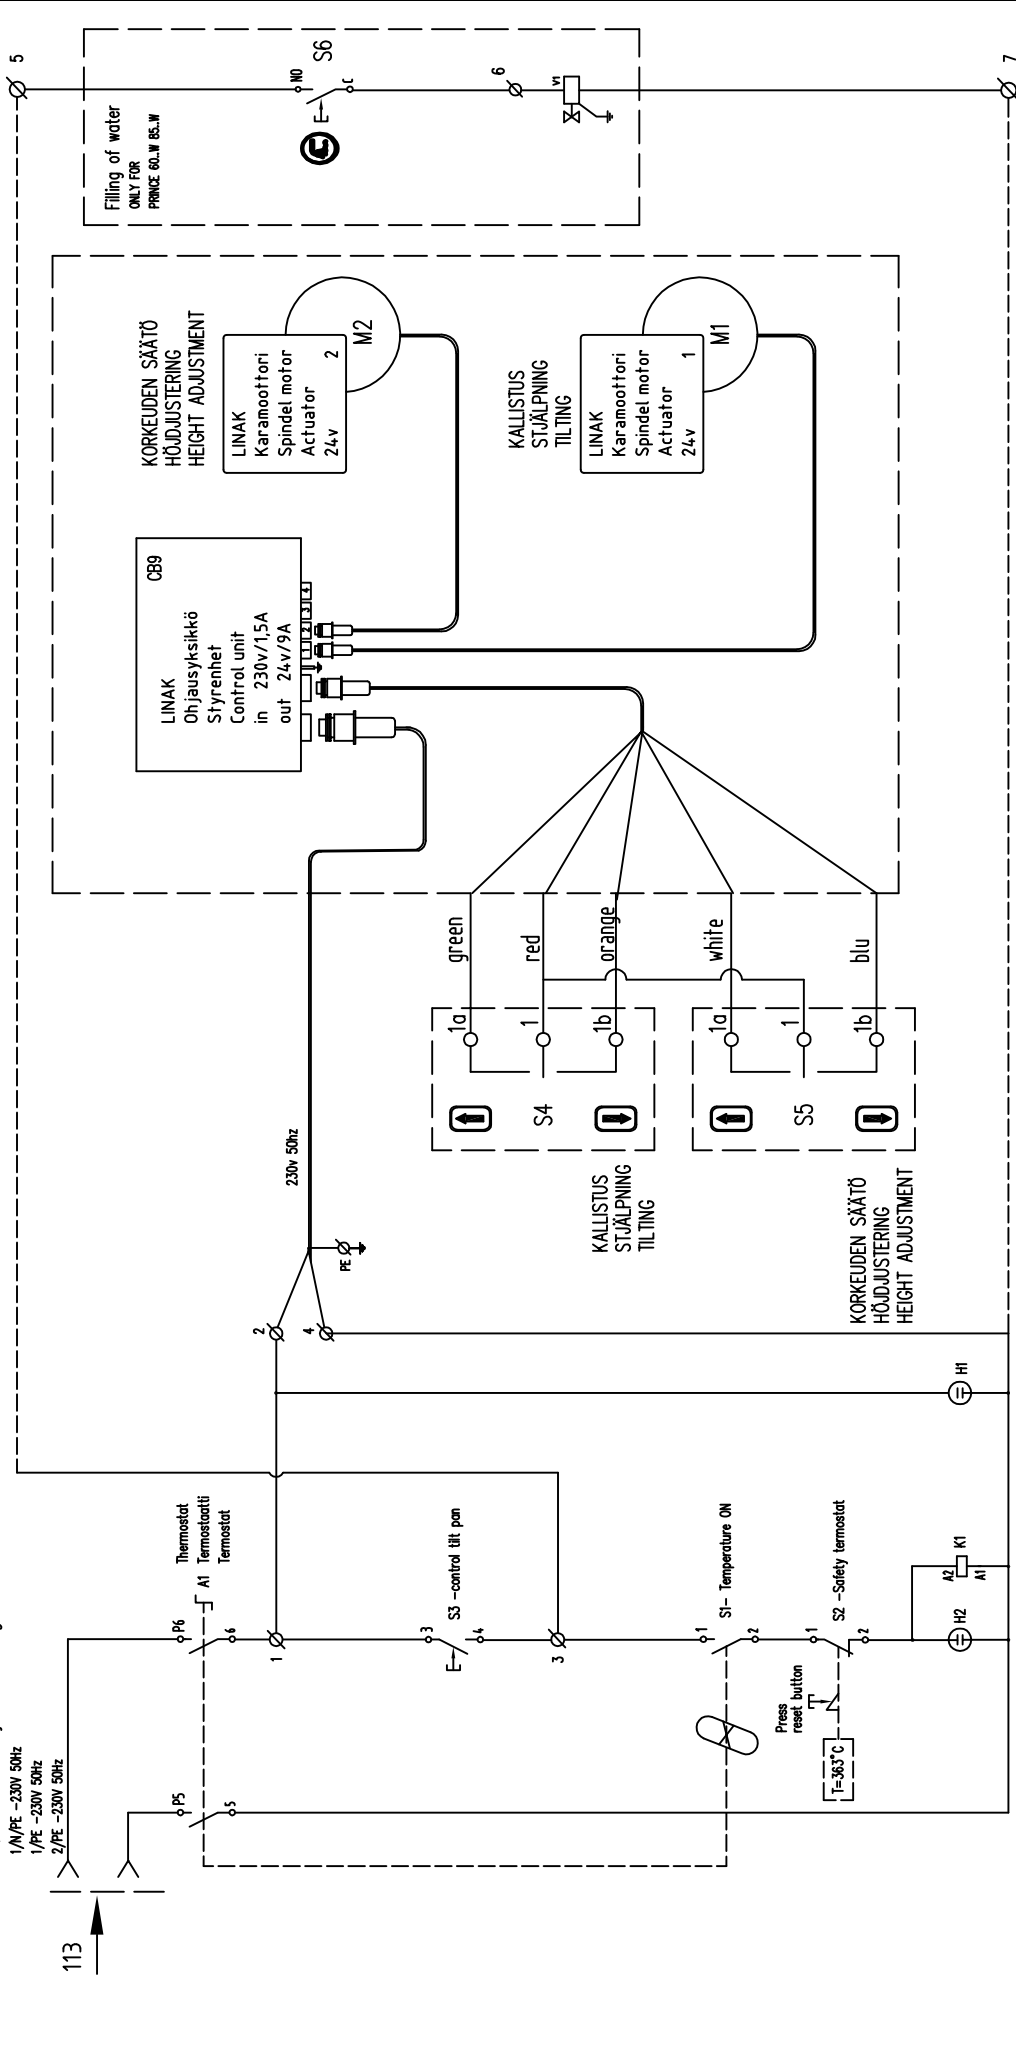 113
1/N/PE -230V 50Hz
1/PE -230V 50Hz
2/PE -230V 50Hz
P5
5
P6
6
Thermostat
A1 Termostaatti
Termostat
1
2
4
PE
230v 50hz
3
S3 -control tilt pan
4
3
1
S1- Temperature ON
2
1
S2 -Safety termostat
2
Press
reset button
T=363°C
H2
A2
K1
A1
H1
LINAK
CB9
Ohjausyksikkö
Styrenhet
Control unit
in 230v/1,5A
out 24v/9A
1
2
3
4
KORKEUDEN SÄÄTÖ
HÖJDJUSTERING
HEIGHT ADJUSTMENT
LINAK
Karamoottori
Spindel motor
Actuator 2
24v
M2
KALLISTUS
STJÄLPNING
TILTING
LINAK
Karamoottori
Spindel motor
Actuator
24v 1
M1
green
red
orange
white
blu
1a
1
1b
S4
KALLISTUS
STJÄLPNING
TILTING
1a
1
1b
S5
KORKEUDEN SÄÄTÖ
HÖJDJUSTERING
HEIGHT ADJUSTMENT
5
Filling of water
ONLY FOR
PRINCE 60..W 85..W
NO
S6
C
6
V1
7